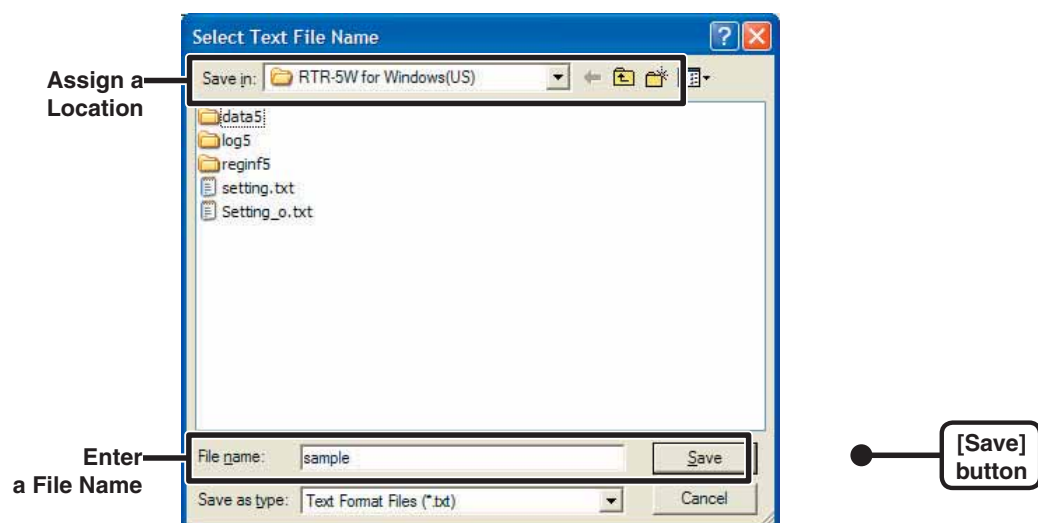 Select Text File Name
Assign a
Location
Save in: RTR-5W for Windows(US)
data5
log5
reginf5
setting.txt
Setting_o.txt
Enter
a File Name
File name: sample Save
[Save]
button
Save as type: Text Format Files (*.txt) Cancel